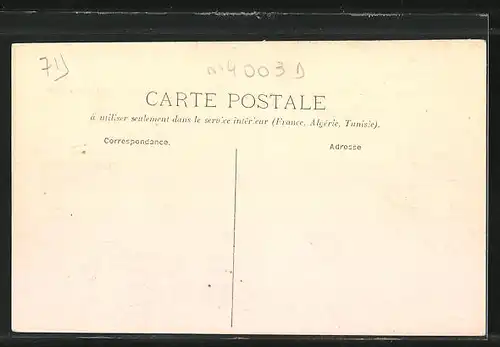 71)
n° 4003 D
CARTE POSTALE
à utiliser seulement dans le service intérieur (France, Algérie, Tunisie).
Correspondance.
Adresse